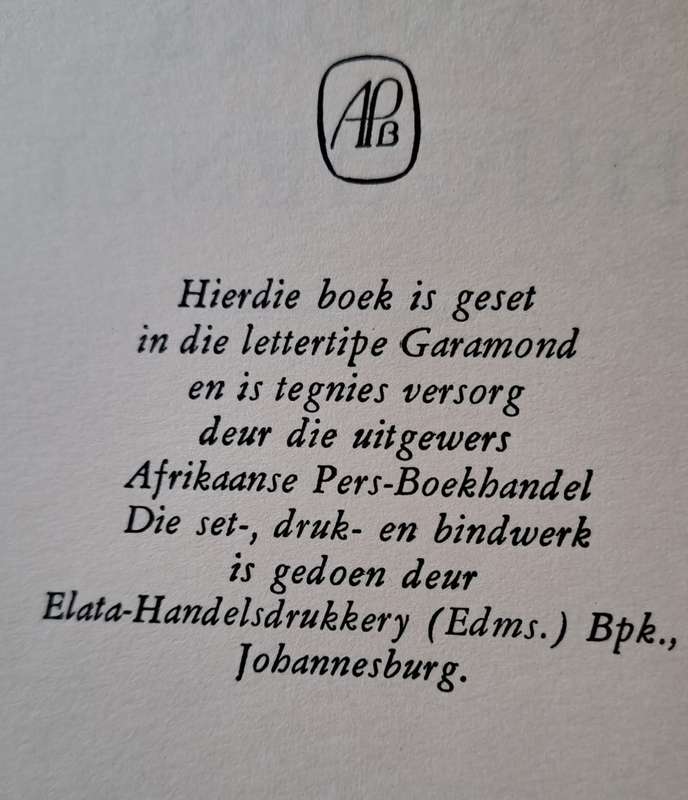 APB
Hierdie boek is geset
in die lettertipe Garamond
en is tegnies versorg
deur die uitgewers
Afrikaanse Pers-Boekhandel
Die set-, druk- en bindwerk
is gedoen deur
Elata-Handelsdrukkery (Edms.) Bpk.,
Johannesburg.